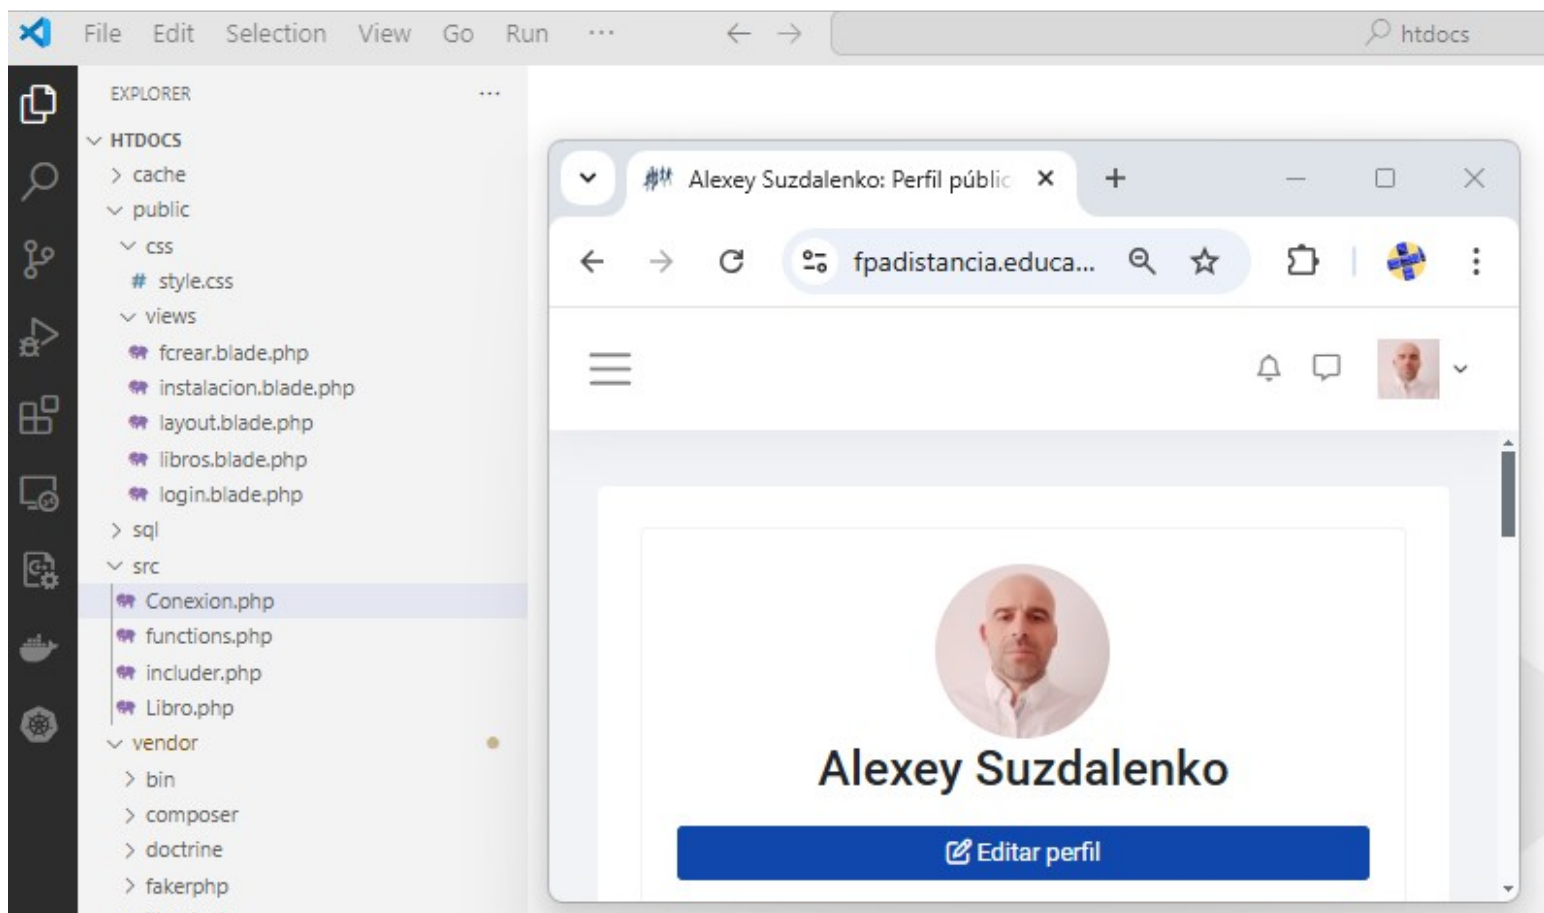 File Edit Selection View Go Run ... htdocs
EXPLORER ...
HTDOCS
cache
public
css
# style.css
views
fcrear.blade.php
instalacion.blade.php
layout.blade.php
libros.blade.php
login.blade.php
sql
src
Conexion.php
functions.php
includer.php
Libro.php
vendor
bin
composer
doctrine
fakerphp
Alexey Suzdalenko: Perfil públic
fpadistancia.educa...
Alexey Suzdalenko
Editar perfil